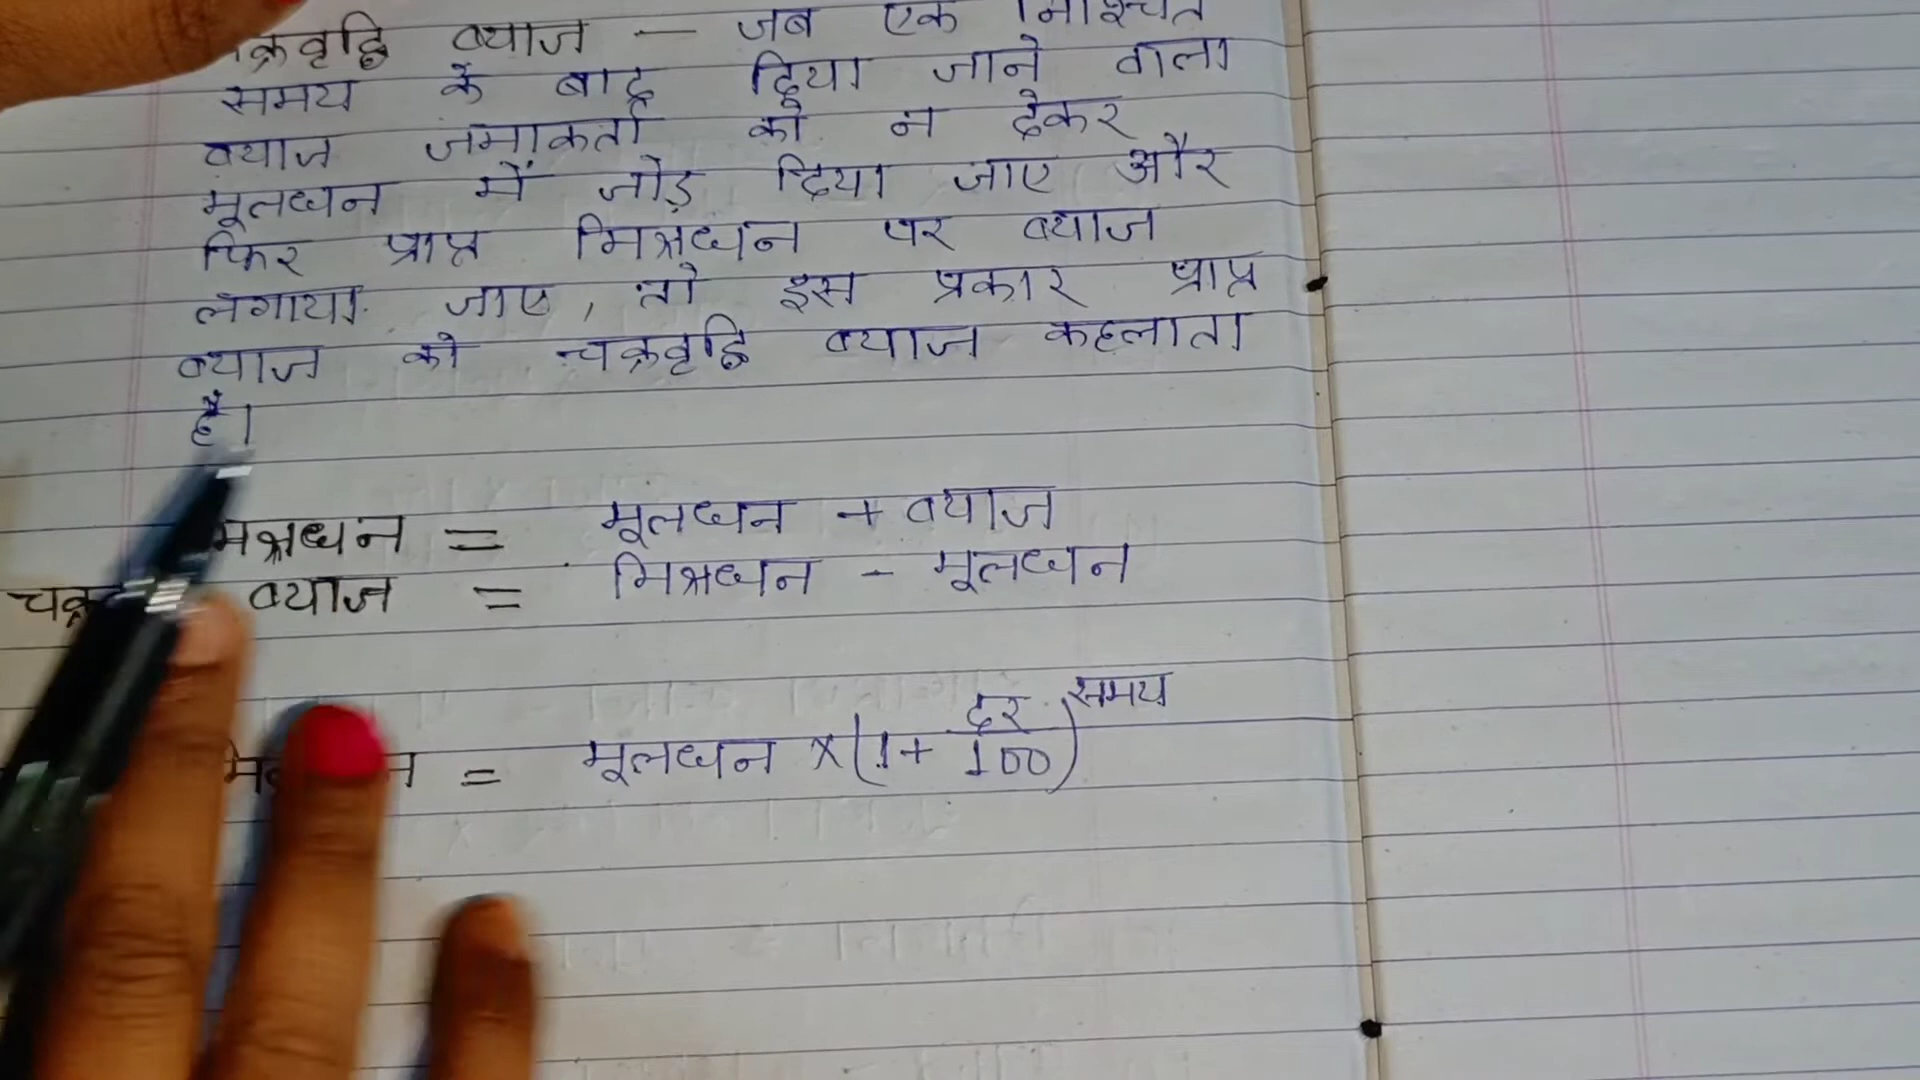 चक्रवृद्धि ब्याज — जब एक निश्चित
समय के बाद दिया जाने वाला
ब्याज जमाकर्ता को न देकर
मूलधन में जोड़ दिया जाए और
फिर प्राप्त मिश्रधन पर ब्याज
लगाया जाए, तो इस प्रकार प्राप्त
ब्याज को चक्रवृद्धि ब्याज कहलाता
है।
मिश्रधन = मूलधन + ब्याज
ब्याज = मिश्रधन - मूलधन
= मूलधन × (1 + दर/100)^समय